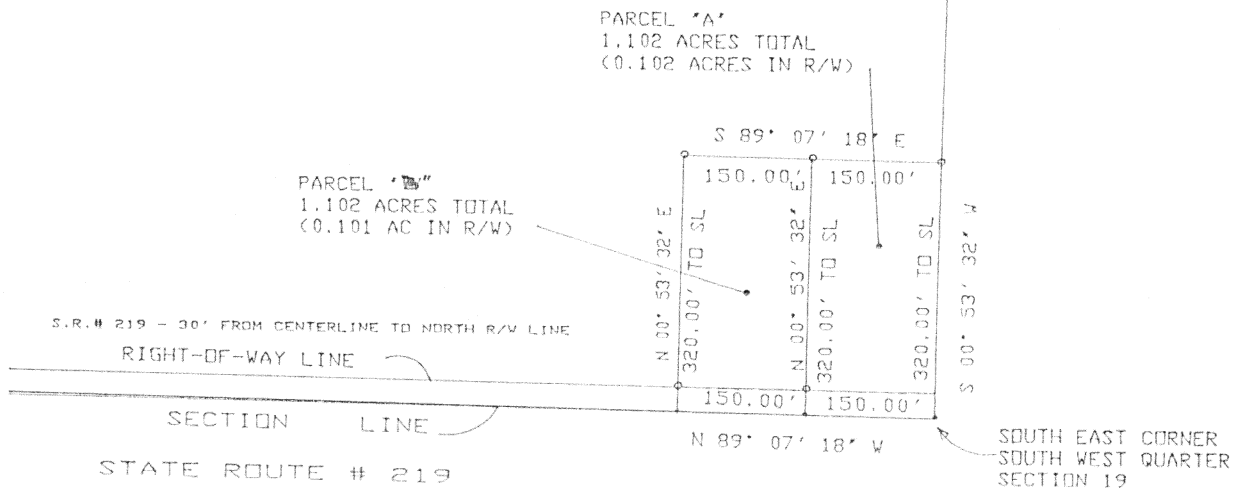 PARCEL "A"
1.102 ACRES TOTAL
(0.102 ACRES IN R/W)
S 89° 07' 18" E
150.00'
150.00'
PARCEL "B"
1.102 ACRES TOTAL
(0.101 AC IN R/W)
N 00° 53' 32" E
320.00' TO SL
N 00° 53' 32" E
320.00' TO SL
320.00' TO SL
S 00° 53' 32" W
S.R.# 219 - 30' FROM CENTERLINE TO NORTH R/W LINE
RIGHT-OF-WAY LINE
150.00'
150.00'
SECTION LINE
N 89° 07' 18" W
STATE ROUTE # 219
SOUTH EAST CORNER
SOUTH WEST QUARTER
SECTION 19